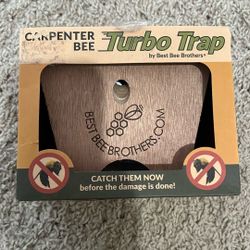 CARPENTER
BEE
Turbo Trap
by Best Bee Brothers
BEST BEE BROTHERS.COM
CATCH THEM NOW
before the damage is done!